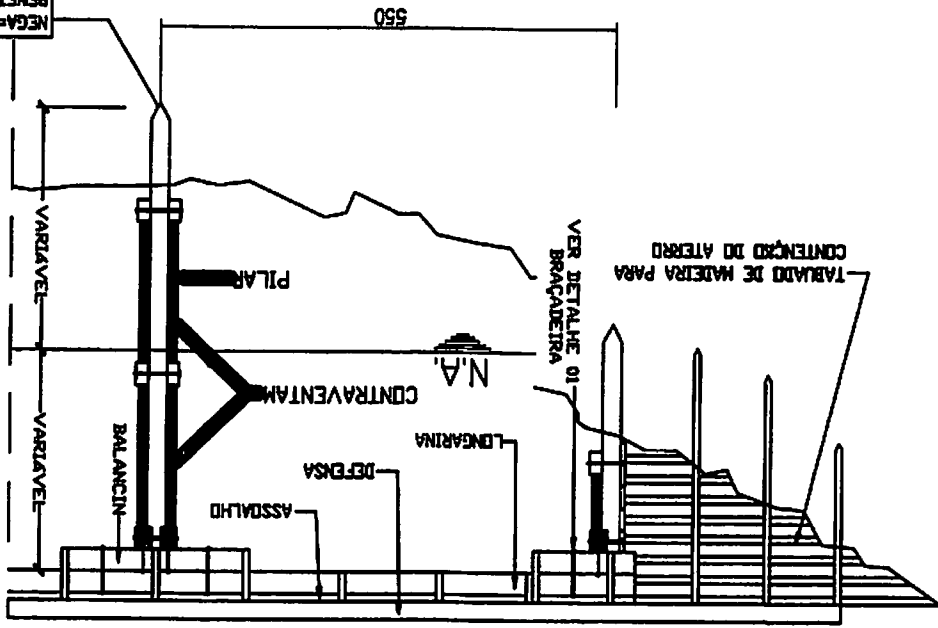 DEFENSA
ASSOALHO
LONGARINA
BALANCIN
VARIÁVEL
VARIÁVEL
CONTRAVENTAM
N.A.
PILAR
VER DETALHE 01
BRAÇADEIRA
TABUADO DE MADEIRA PARA
CONTENÇÃO DO ATERRO
550
NEGA=